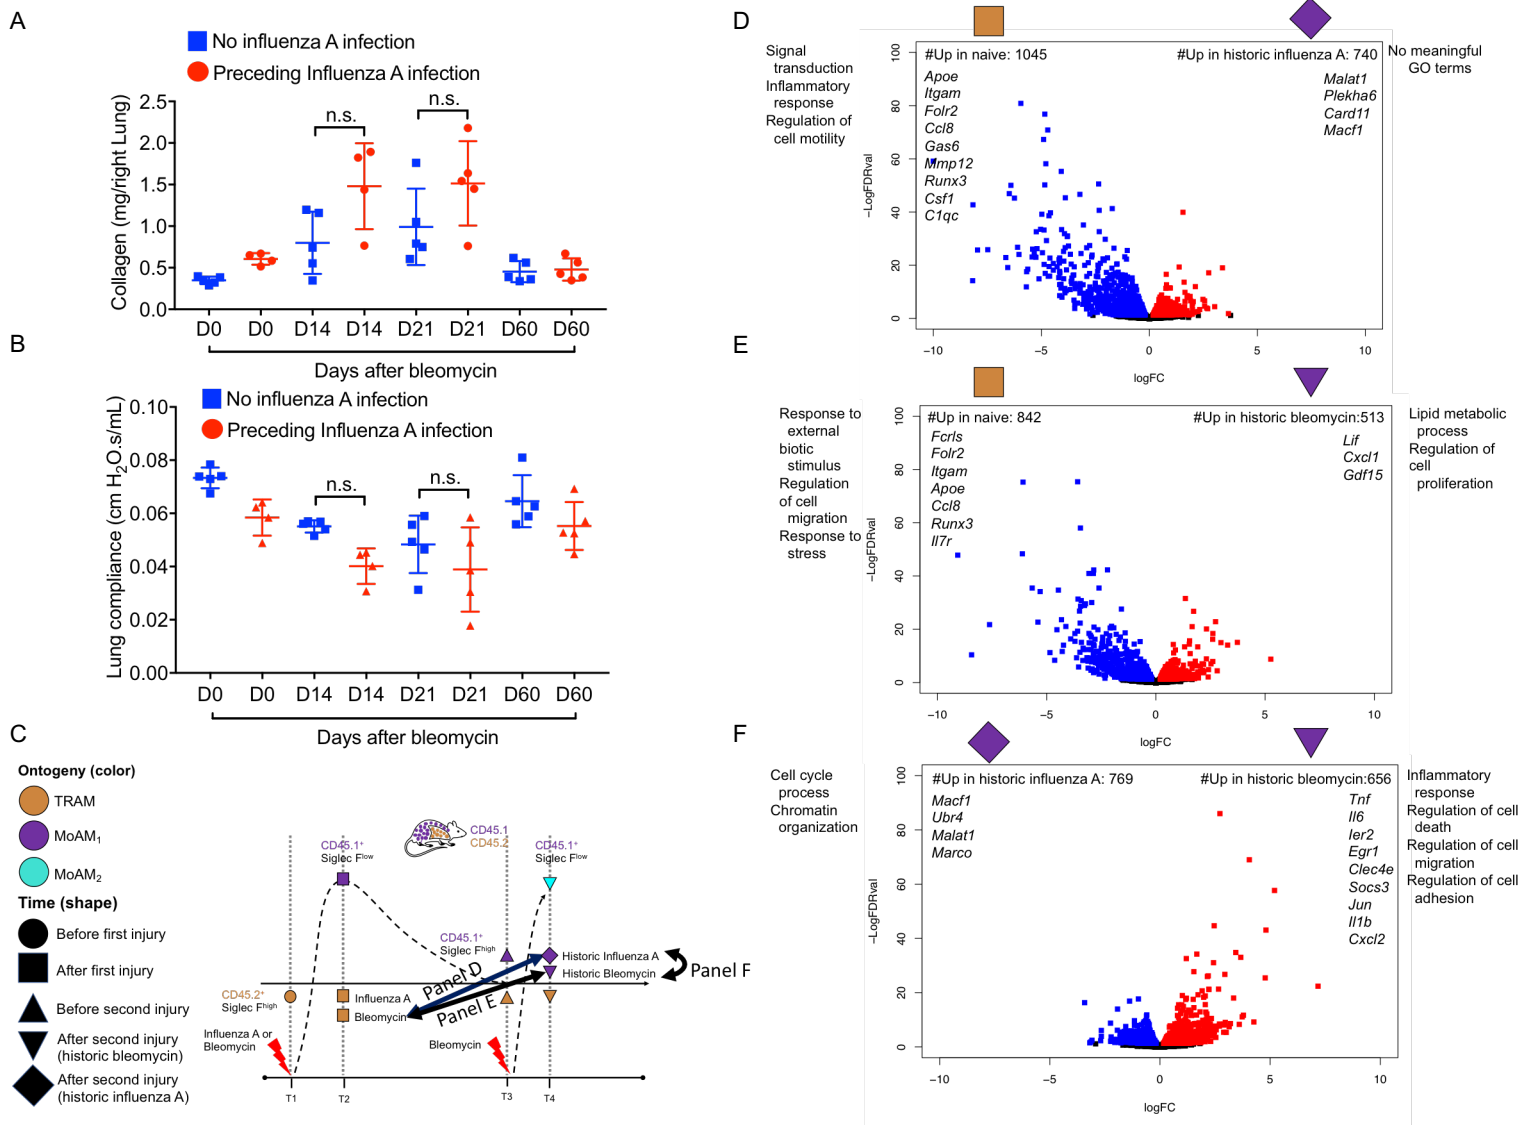 A
No influenza A infection
Preceding Influenza A infection
n.s.
n.s.
Collagen (mg/right Lung)
2.5
2.0
1.5
1.0
0.5
0.0
D0 D0 D14 D14 D21 D21 D60 D60
Days after bleomycin
B
No influenza A infection
Preceding Influenza A infection
n.s.
n.s.
Lung compliance (cm H2O.s/mL)
0.10
0.08
0.06
0.04
0.02
0.00
D0 D0 D14 D14 D21 D21 D60 D60
Days after bleomycin
C
Ontogeny (color)
TRAM
MoAM1
MoAM2
Time (shape)
Before first injury
After first injury
Before second injury
After second injury
(historic bleomycin)
After second injury
(historic influenza A)
CD45.1+
Siglec Flow
CD45.1
CD45.2
CD45.1+
Siglec Flow
CD45.1+
Siglec Fhigh
CD45.2+
Siglec Fhigh
Influenza A
Bleomycin
Panel D
Panel E
Historic Influenza A
Historic Bleomycin
Panel F
Influenza A or
Bleomycin
Bleomycin
T1 T2 T3 T4
D
Signal
transduction
Inflammatory
response
Regulation of
cell motility
#Up in naive: 1045
#Up in historic influenza A: 740
Apoe
Itgam
Folr2
Ccl8
Gas6
Mmp12
Runx3
Csf1
C1qc
Malat1
Plekha6
Card11
Macf1
No meaningful
GO terms
−LogFDRval
100
80
60
40
20
0
−10 −5 0 5 10
logFC
E
Response to
external
biotic
stimulus
Regulation
of cell
migration
Response to
stress
#Up in naive: 842
#Up in historic bleomycin:513
Fcrls
Folr2
Itgam
Apoe
Ccl8
Runx3
Il7r
Lif
Cxcl1
Gdf15
Lipid metabolic
process
Regulation of
cell
proliferation
−LogFDRval
100
80
60
40
20
0
−10 −5 0 5 10
logFC
F
Cell cycle
process
Chromatin
organization
#Up in historic influenza A: 769
#Up in historic bleomycin:656
Macf1
Ubr4
Malat1
Marco
Tnf
Il6
Ier2
Egr1
Clec4e
Socs3
Jun
Il1b
Cxcl2
Inflammatory
response
Regulation of cell
death
Regulation of cell
migration
Regulation of cell
adhesion
−LogFDRval
100
80
60
40
20
0
−10 −5 0 5 10
logFC